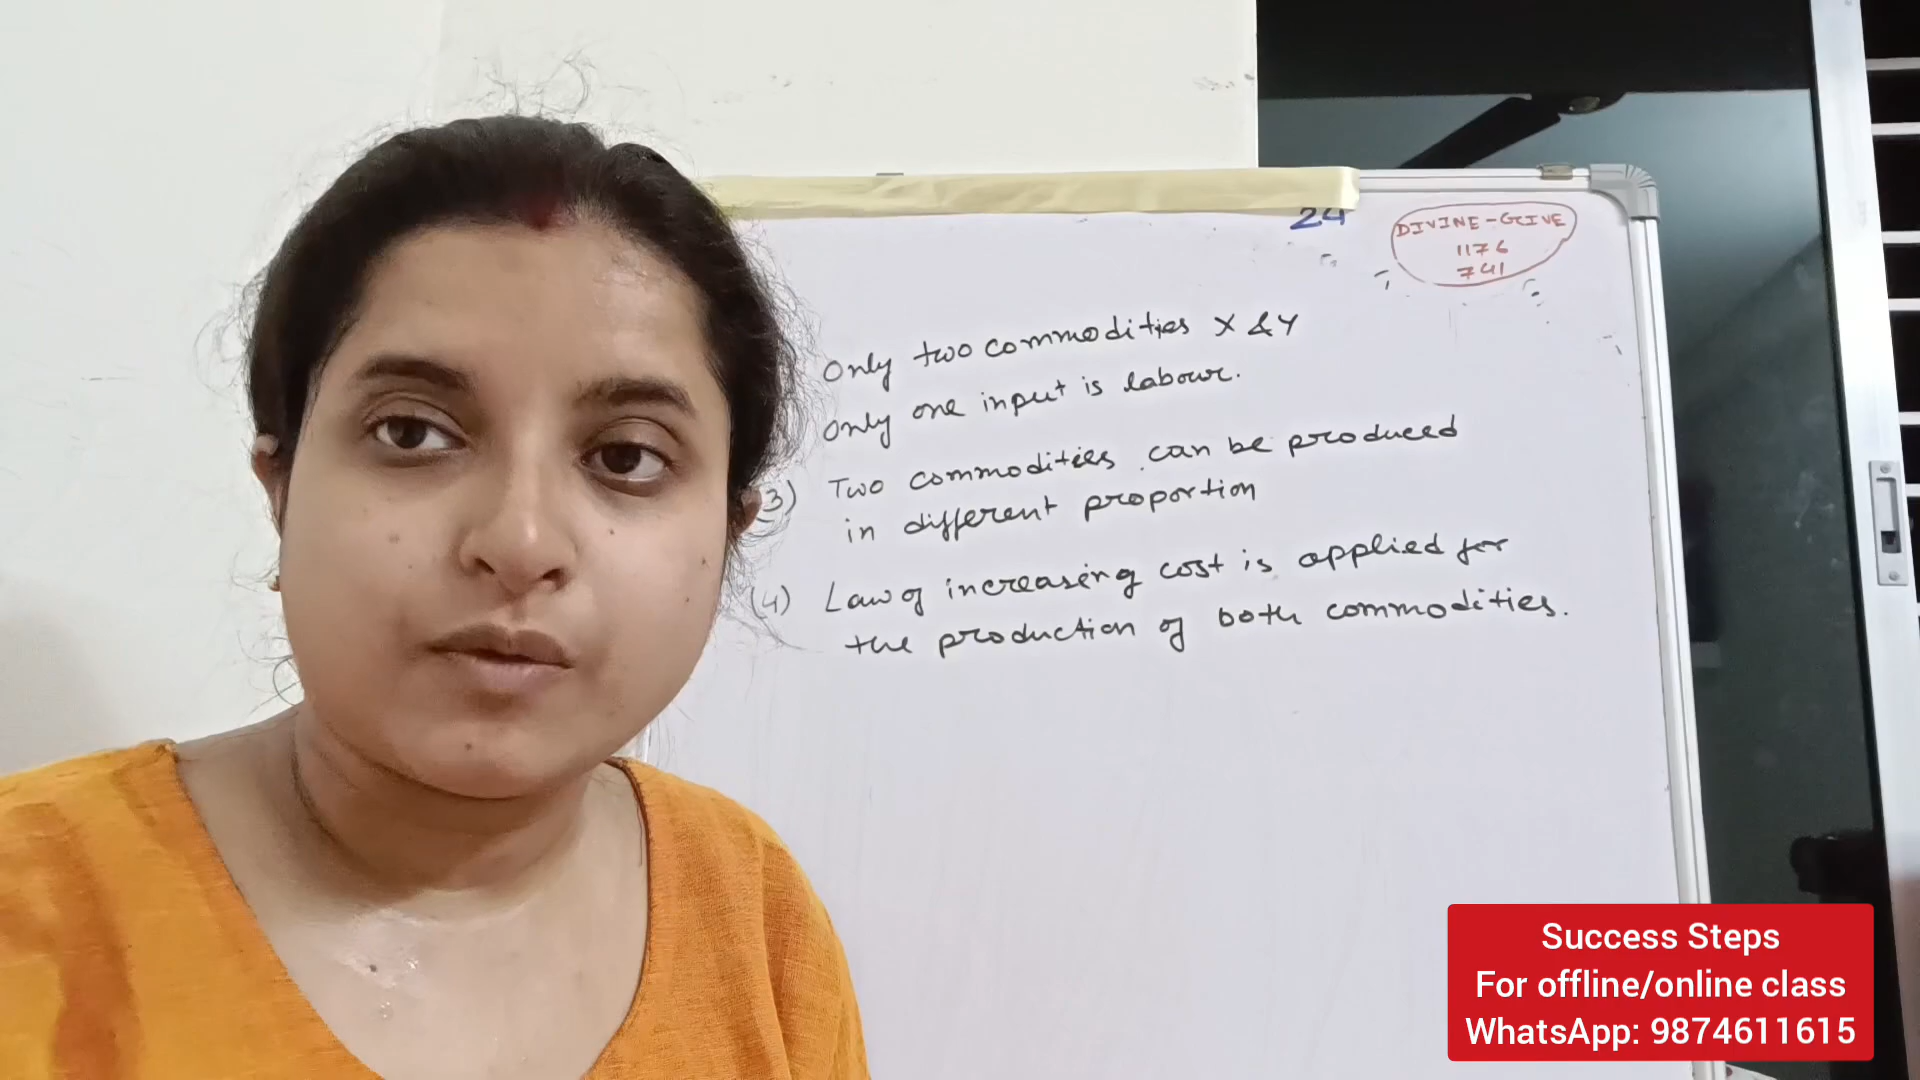 24
DIVINE-GCIVE
1176
741
Only two commodities X & Y
Only one input is labour.
(3) Two commodities can be produced
in different proportion
(4) Law of increasing cost is applied for
the production of both commodities.
Success Steps
For offline/online class
WhatsApp: 9874611615